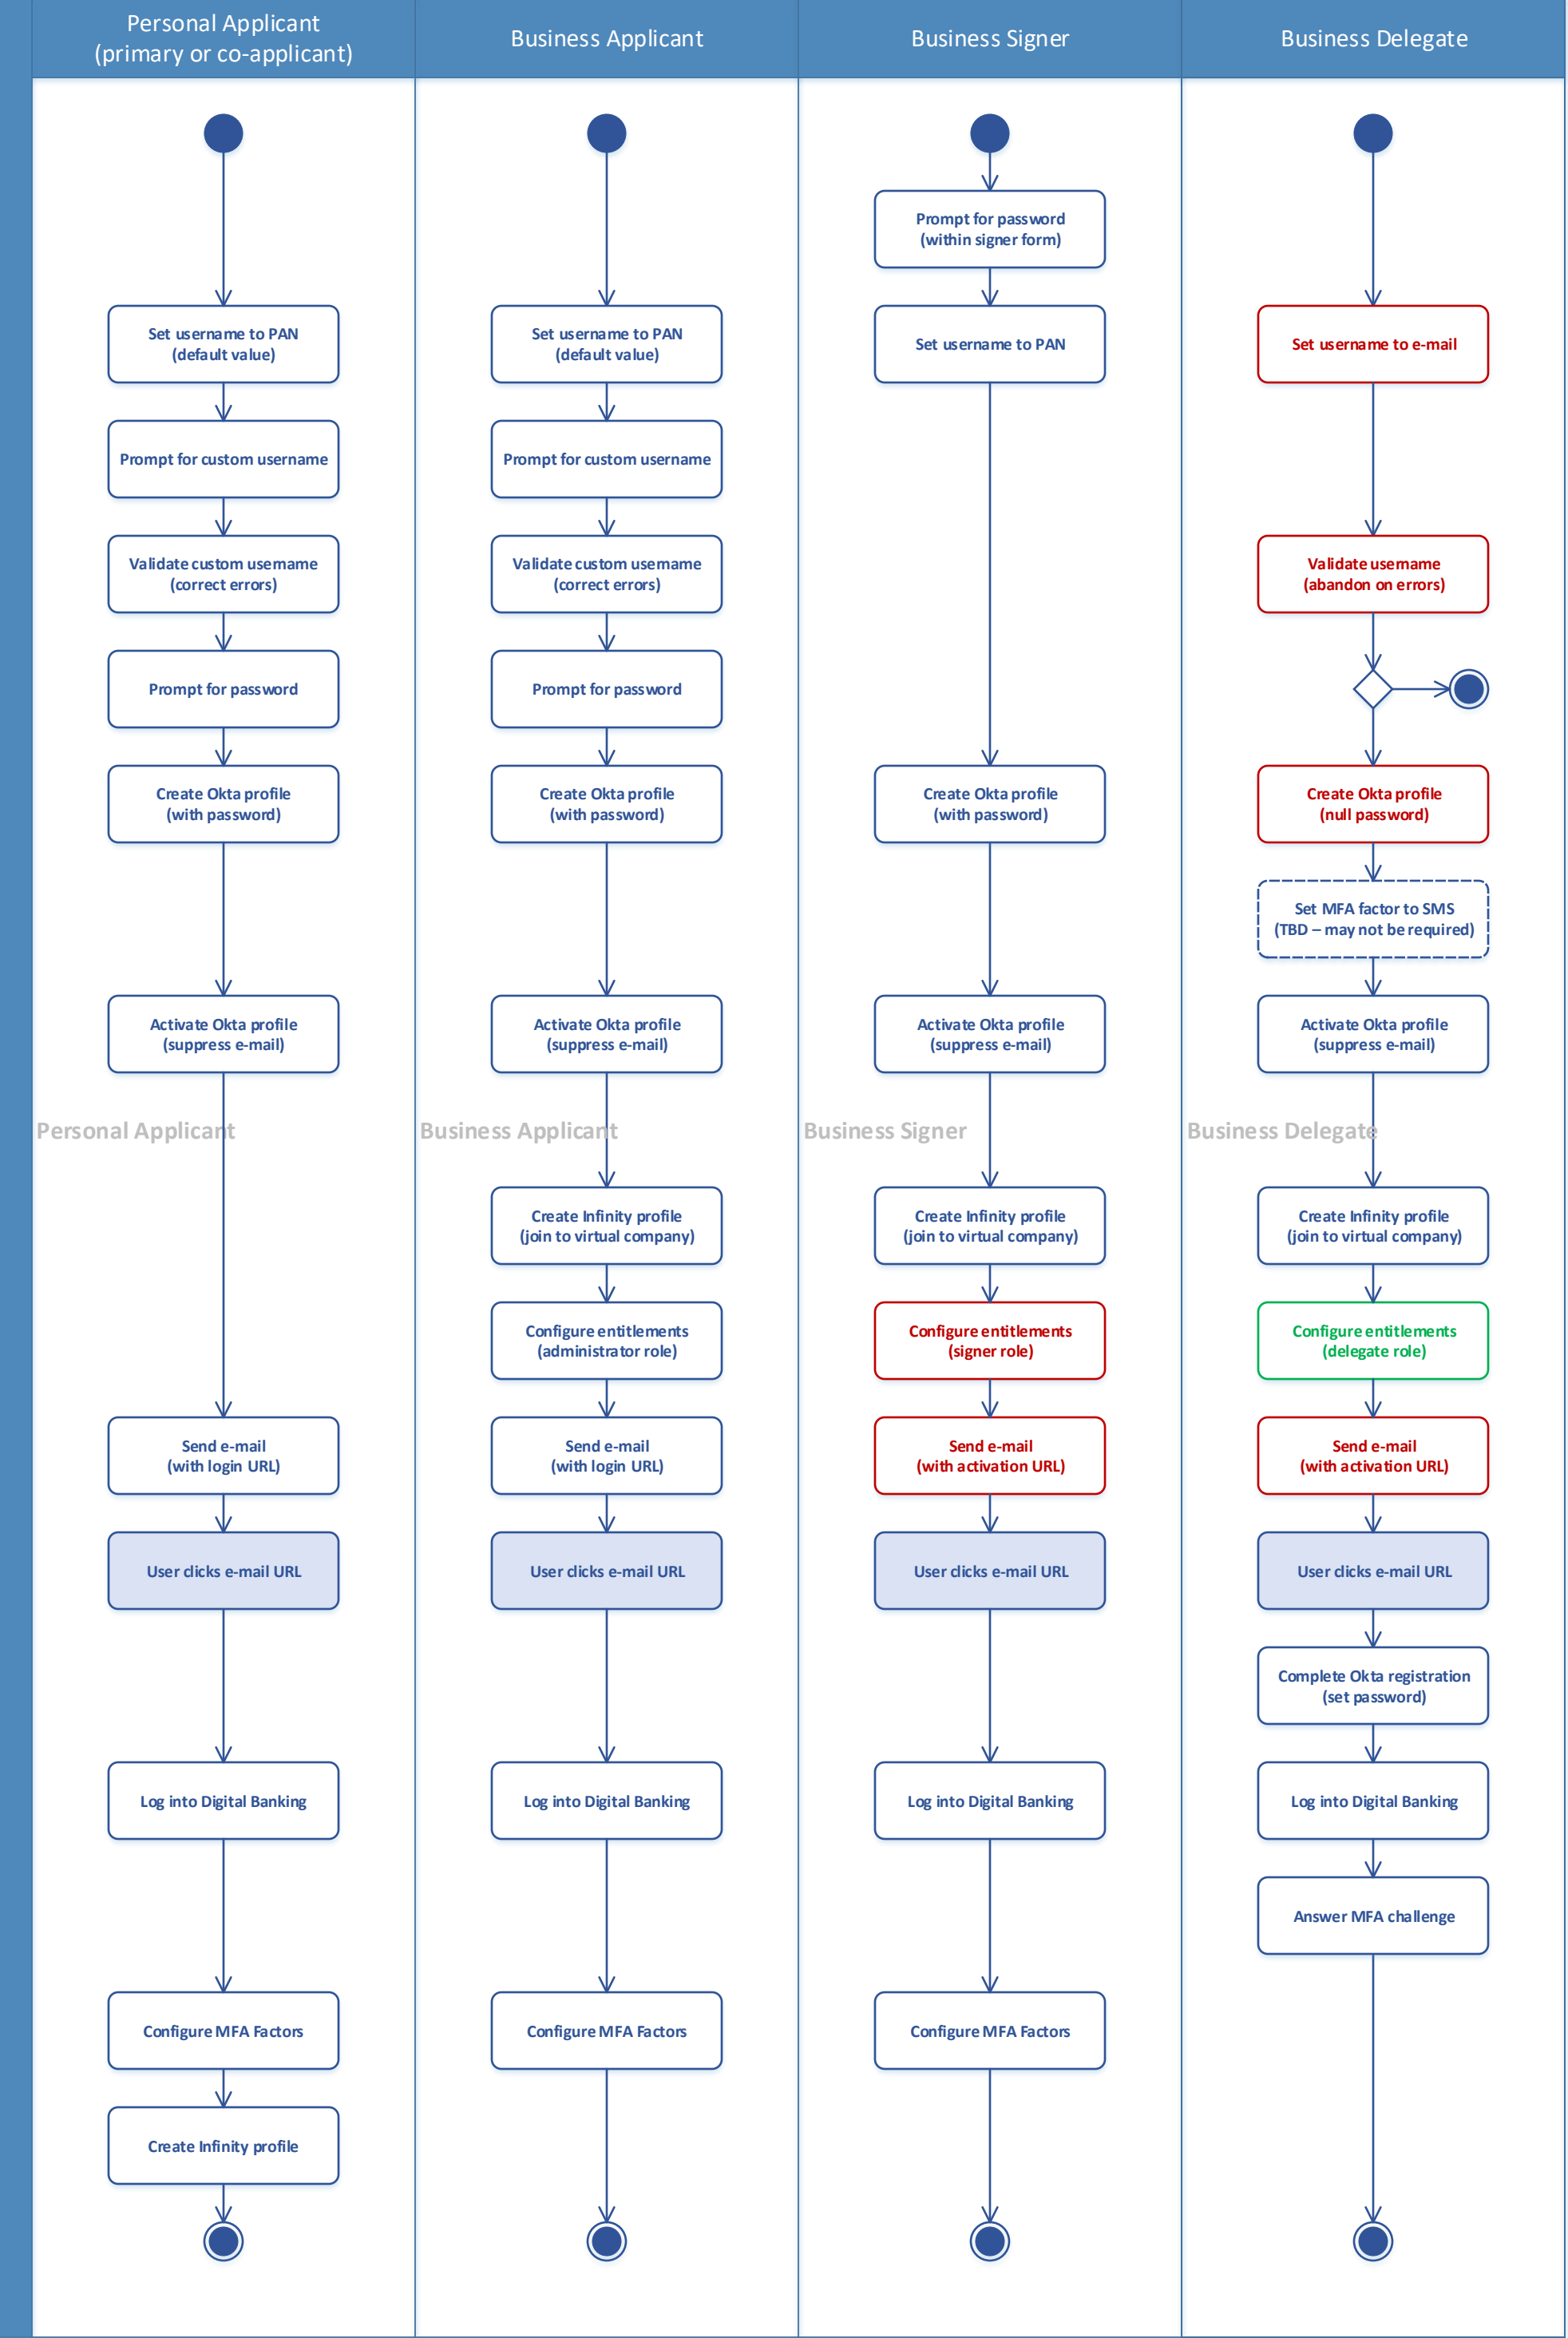 Personal Applicant
(primary or co-applicant)
Business Applicant
Business Signer
Business Delegate
Prompt for password
(within signer form)
Set username to PAN
(default value)
Set username to PAN
(default value)
Set username to PAN
Set username to e-mail
Prompt for custom username
Prompt for custom username
Validate custom username
(correct errors)
Validate custom username
(correct errors)
Validate username
(abandon on errors)
Prompt for password
Prompt for password
Create Okta profile
(with password)
Create Okta profile
(with password)
Create Okta profile
(with password)
Create Okta profile
(null password)
Set MFA factor to SMS
(TBD – may not be required)
Activate Okta profile
(suppress e-mail)
Activate Okta profile
(suppress e-mail)
Activate Okta profile
(suppress e-mail)
Activate Okta profile
(suppress e-mail)
Personal Applicant
Business Applicant
Business Signer
Business Delegate
Create Infinity profile
(join to virtual company)
Create Infinity profile
(join to virtual company)
Create Infinity profile
(join to virtual company)
Configure entitlements
(administrator role)
Configure entitlements
(signer role)
Configure entitlements
(delegate role)
Send e-mail
(with login URL)
Send e-mail
(with login URL)
Send e-mail
(with activation URL)
Send e-mail
(with activation URL)
User clicks e-mail URL
User clicks e-mail URL
User clicks e-mail URL
User clicks e-mail URL
Complete Okta registration
(set password)
Log into Digital Banking
Log into Digital Banking
Log into Digital Banking
Log into Digital Banking
Answer MFA challenge
Configure MFA Factors
Configure MFA Factors
Configure MFA Factors
Create Infinity profile